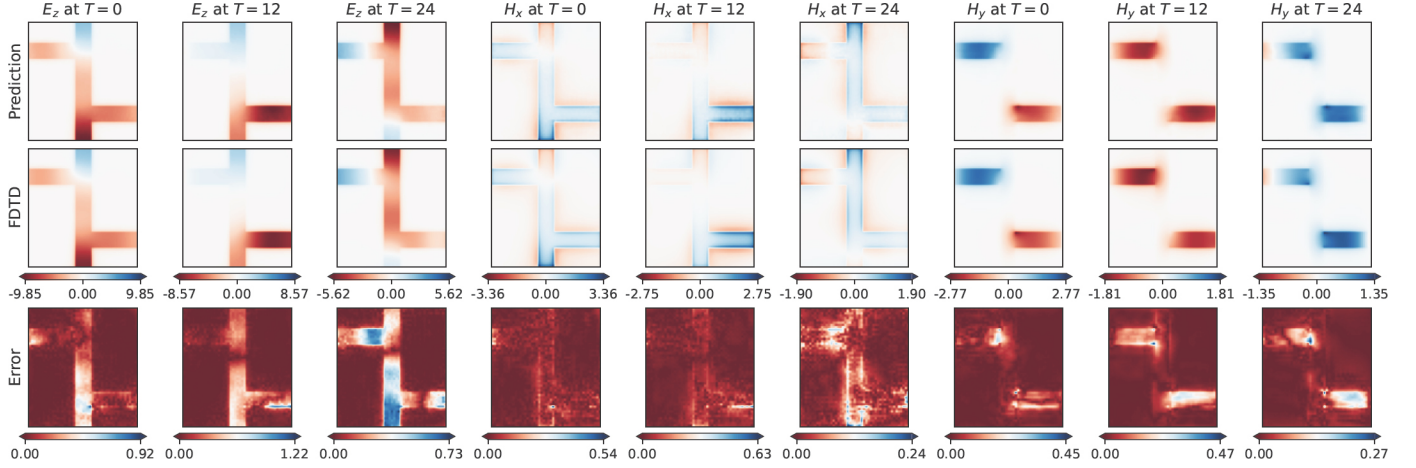 E_z at T = 0 E_z at T = 12 E_z at T = 24 H_x at T = 0 H_x at T = 12 H_x at T = 24 H_y at T = 0 H_y at T = 12 H_y at T = 24
Prediction
FDTD
-9.85 0.00 9.85 -8.57 0.00 8.57 -5.62 0.00 5.62 -3.36 0.00 3.36 -2.75 0.00 2.75 -1.90 0.00 1.90 -2.77 0.00 2.77 -1.81 0.00 1.81 -1.35 0.00 1.35
Error
0.00 0.92 0.00 1.22 0.00 0.73 0.00 0.54 0.00 0.63 0.00 0.24 0.00 0.45 0.00 0.47 0.00 0.27